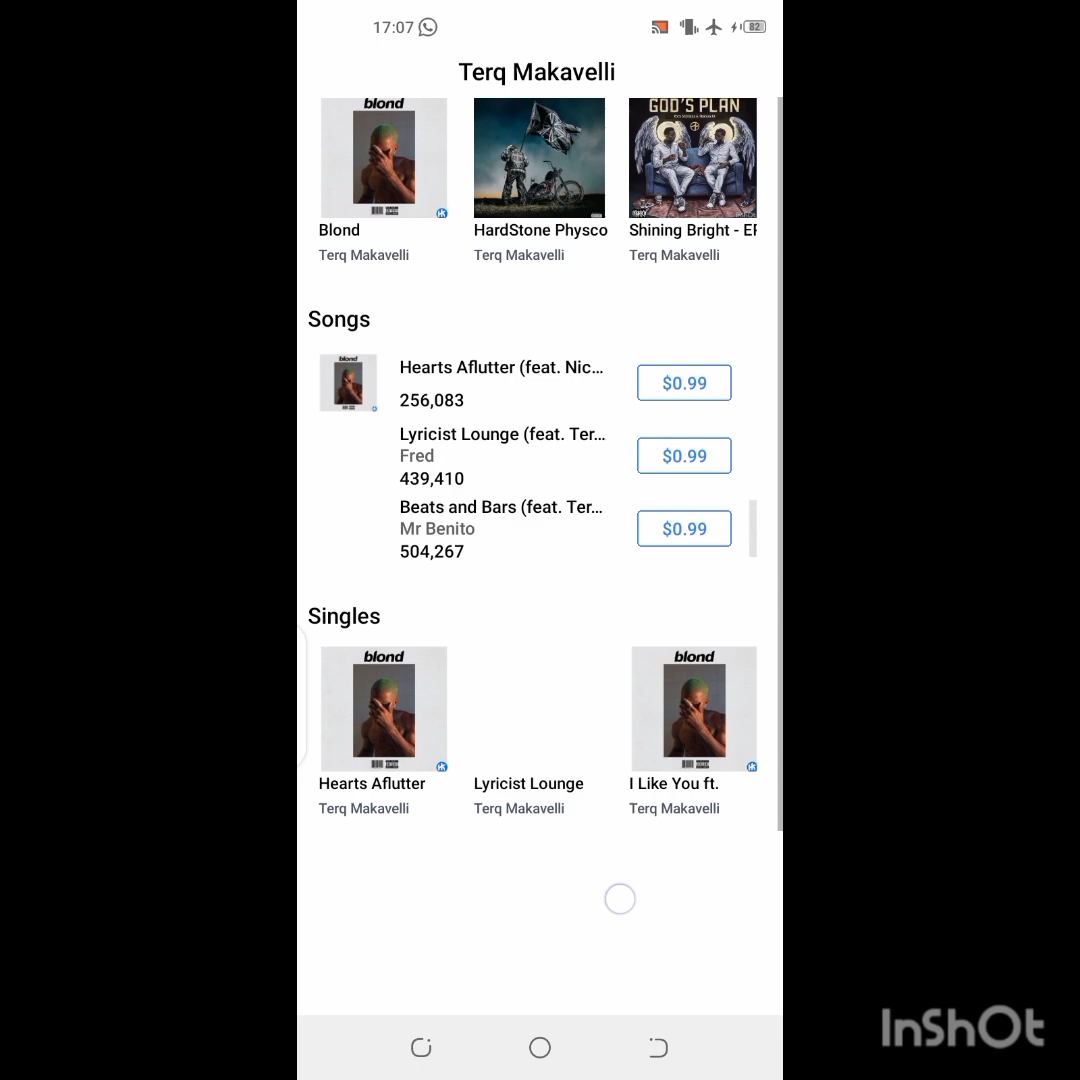 17:07
82
Terq Makavelli
blond
GOD'S PLAN
Blond
HardStone Physco
Shining Bright - EP
Terq Makavelli
Terq Makavelli
Terq Makavelli
Songs
blond
Hearts Aflutter (feat. Nic...
256,083
$0.99
Lyricist Lounge (feat. Ter...
Fred
439,410
$0.99
Beats and Bars (feat. Ter...
Mr Benito
504,267
$0.99
Singles
blond
blond
Hearts Aflutter
Lyricist Lounge
I Like You ft.
Terq Makavelli
Terq Makavelli
Terq Makavelli
InShOt